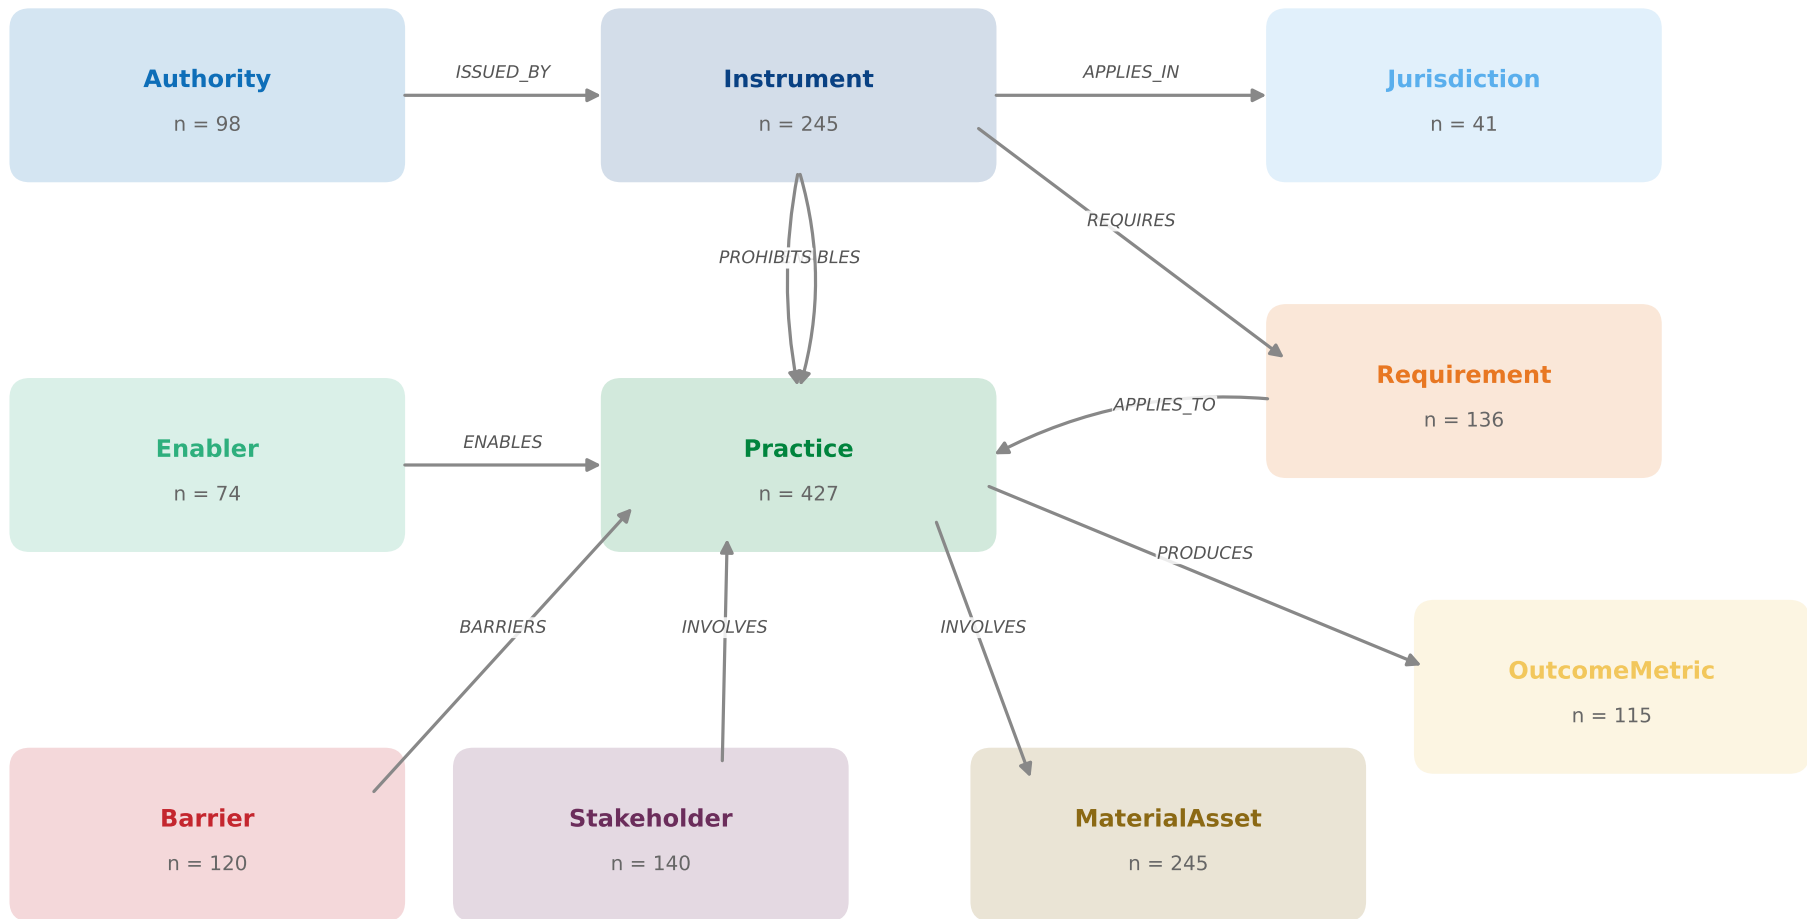 Authority
n = 98
ISSUED_BY
Instrument
n = 245
APPLIES_IN
Jurisdiction
n = 41
REQUIRES
PROHIBITS
BLES
Requirement
n = 136
APPLIES_TO
Enabler
n = 74
ENABLES
Practice
n = 427
PRODUCES
BARRIERS
INVOLVES
INVOLVES
OutcomeMetric
n = 115
Barrier
n = 120
Stakeholder
n = 140
MaterialAsset
n = 245